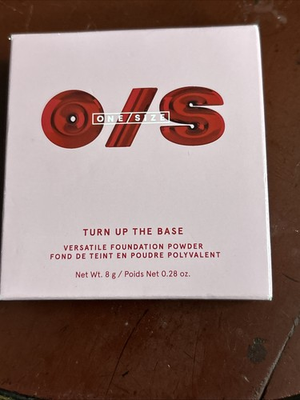 O/S
ONE/SIZE
TURN UP THE BASE
VERSATILE FOUNDATION POWDER
FOND DE TEINT EN POUDRE POLYVALENT
Net Wt. 8 g / Poids Net 0.28 oz.